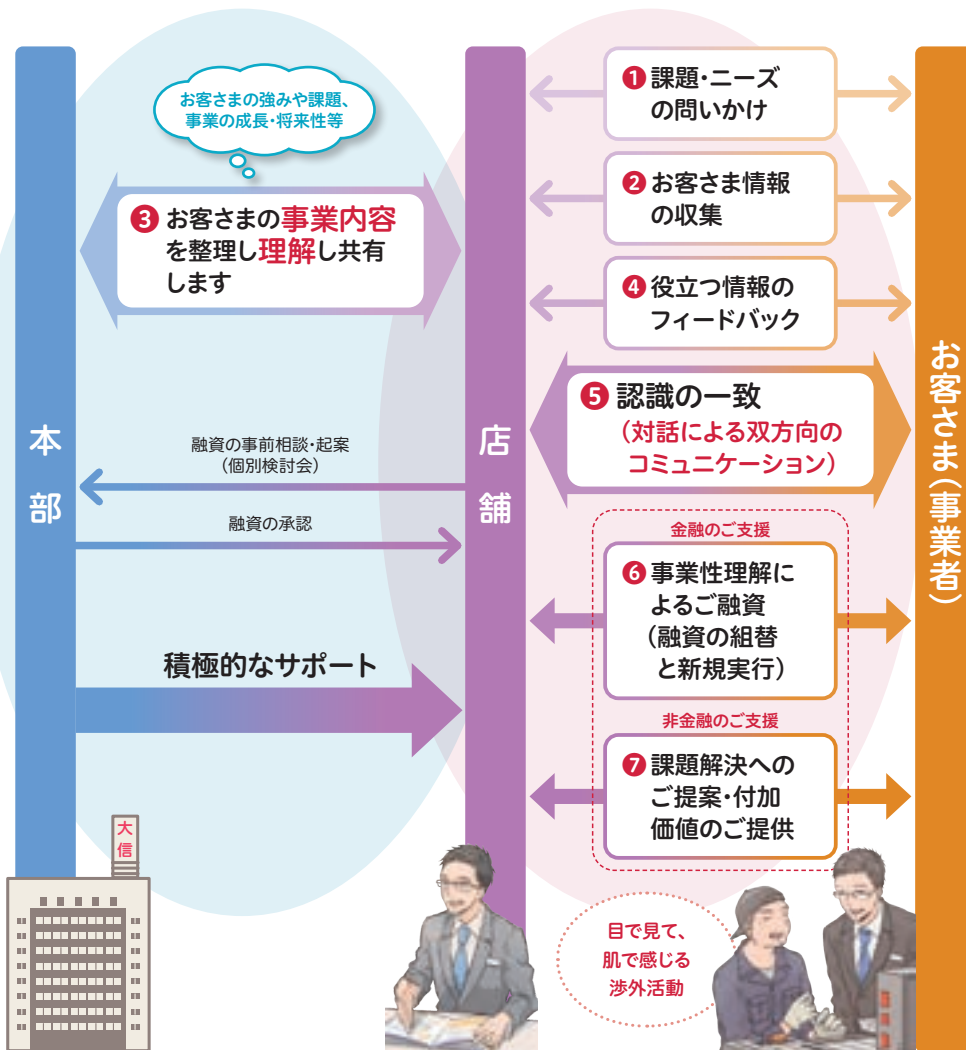 本部
店舗
お客さま(事業者)
お客さまの強みや課題、
事業の成長・将来性等
❸ お客さまの事業内容
を整理し理解し共有
します
融資の事前相談・起案
(個別検討会)
融資の承認
積極的なサポート
大信
❶ 課題・ニーズ
の問いかけ
❷ お客さま情報
の収集
❹ 役立つ情報の
フィードバック
❺ 認識の一致
(対話による双方向の
コミュニケーション)
金融のご支援
❻ 事業性理解に
よるご融資
(融資の組替
と新規実行)
非金融のご支援
❼ 課題解決への
ご提案・付加
価値のご提供
目で見て、
肌で感じる
渉外活動